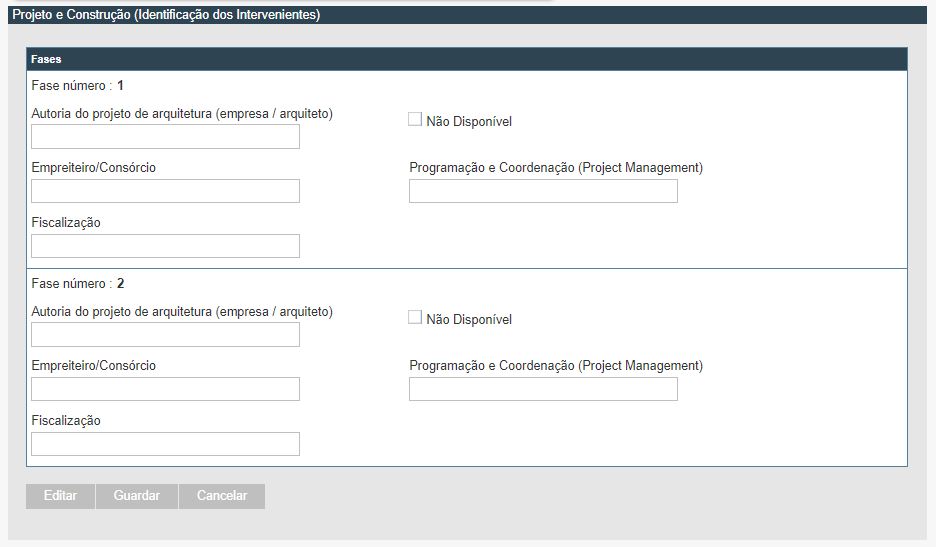 Projeto e Construção (Identificação dos Intervenientes)
Fases
Fase número : 1
Autoria do projeto de arquitetura (empresa / arquiteto)
Não Disponível
Empreiteiro/Consórcio
Programação e Coordenação (Project Management)
Fiscalização
Fase número : 2
Autoria do projeto de arquitetura (empresa / arquiteto)
Não Disponível
Empreiteiro/Consórcio
Programação e Coordenação (Project Management)
Fiscalização
Editar
Guardar
Cancelar